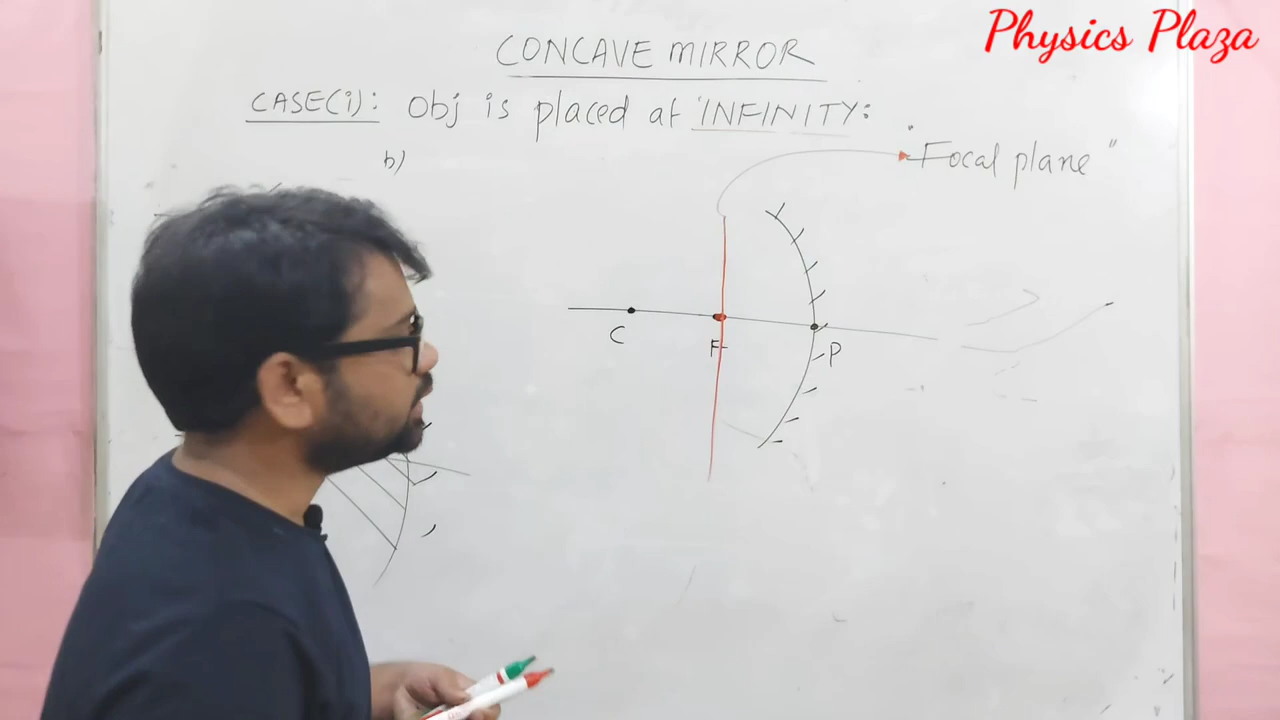 Physics Plaza
CONCAVE MIRROR
CASE(i): Obj is placed at 'INFINITY:
b)
"Focal plane"
C
F
P